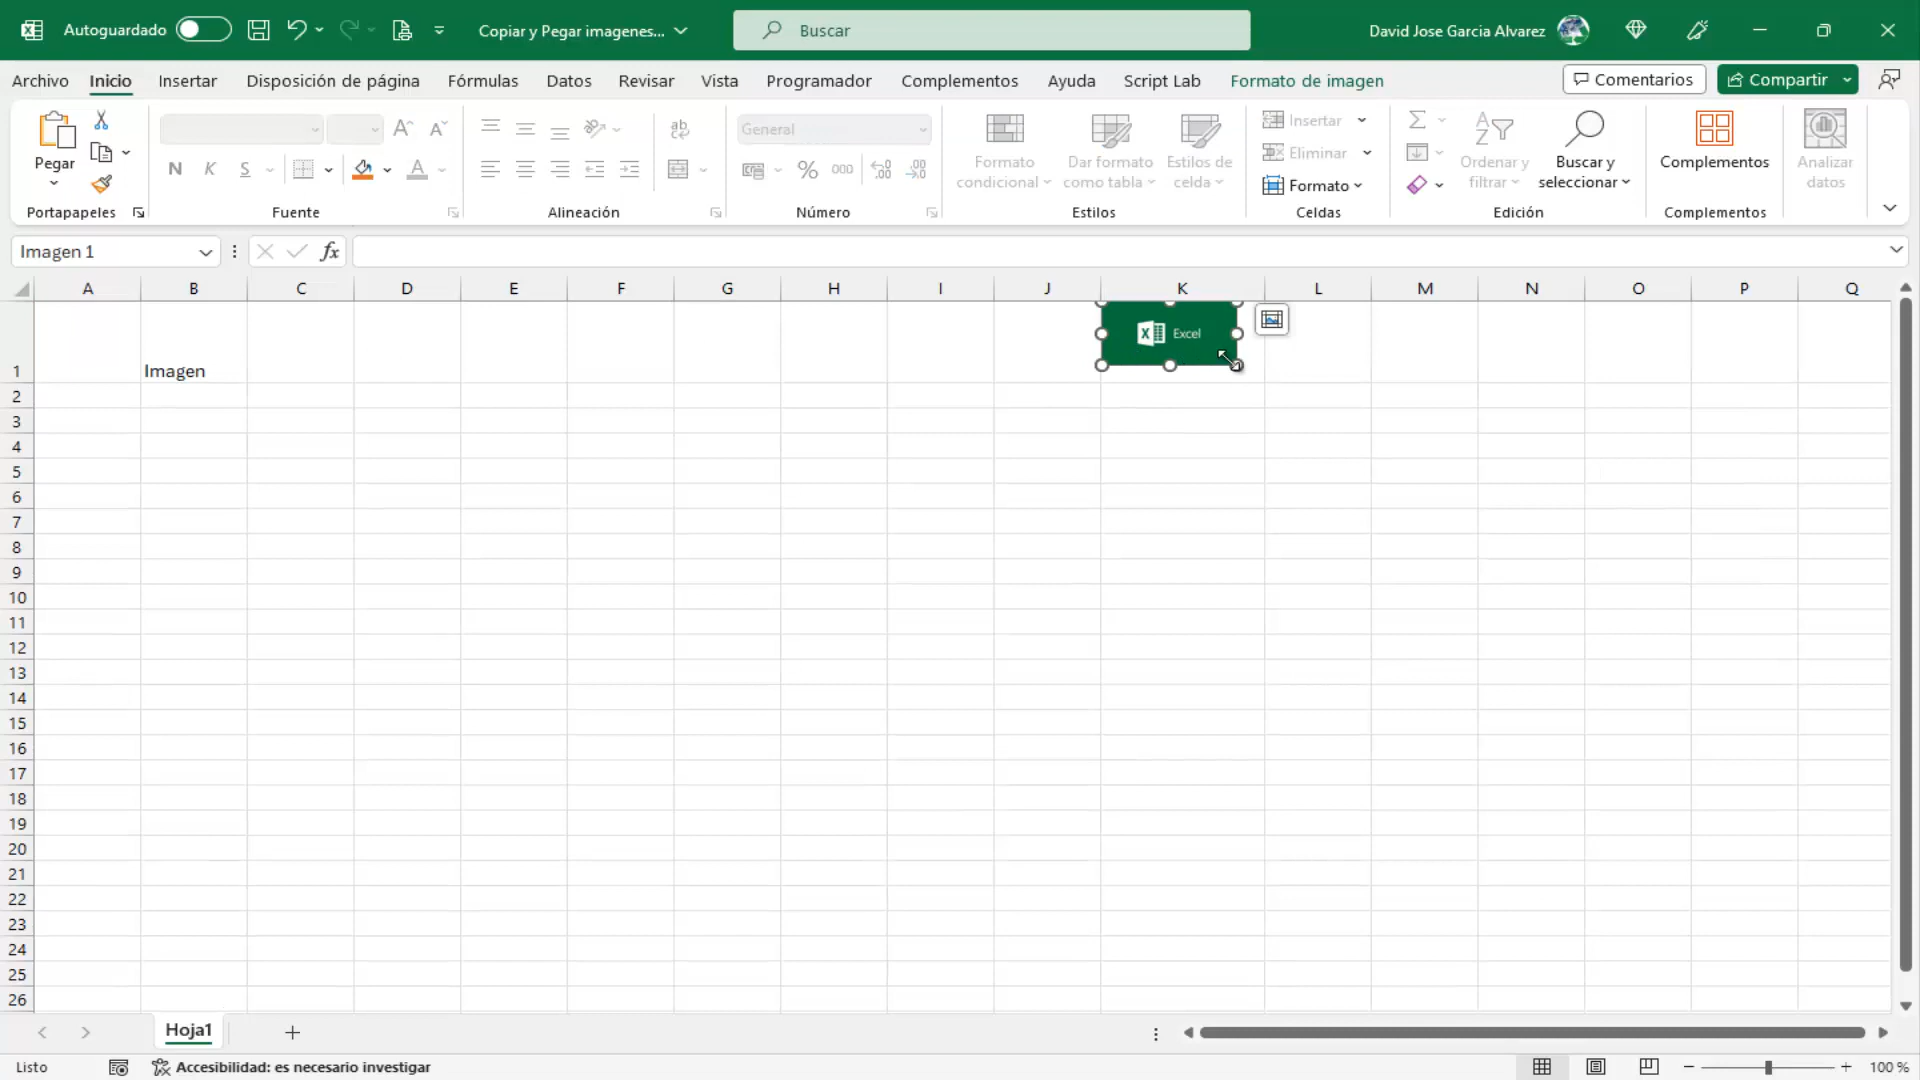 Autoguardado
Copiar y Pegar imagenes...
Buscar
David Jose Garcia Alvarez
Archivo Inicio Insertar Disposición de página Fórmulas Datos Revisar Vista Programador Complementos Ayuda Script Lab Formato de imagen
Comentarios
Compartir
Pegar
Portapapeles
N K S
A A A
Fuente
ab
Alineación
General
% 000
Número
Formato condicional
Dar formato como tabla
Estilos de celda
Estilos
Insertar
Eliminar
Formato
Celdas
Ordenar y filtrar
Buscar y seleccionar
Edición
Complementos
Complementos
Analizar datos
Imagen 1
fx
A B C D E F G H I J K L M N O P Q
Excel
1 Imagen
2
3
4
5
6
7
8
9
10
11
12
13
14
15
16
17
18
19
20
21
22
23
24
25
26
Hoja1
Listo
Accesibilidad: es necesario investigar
100 %